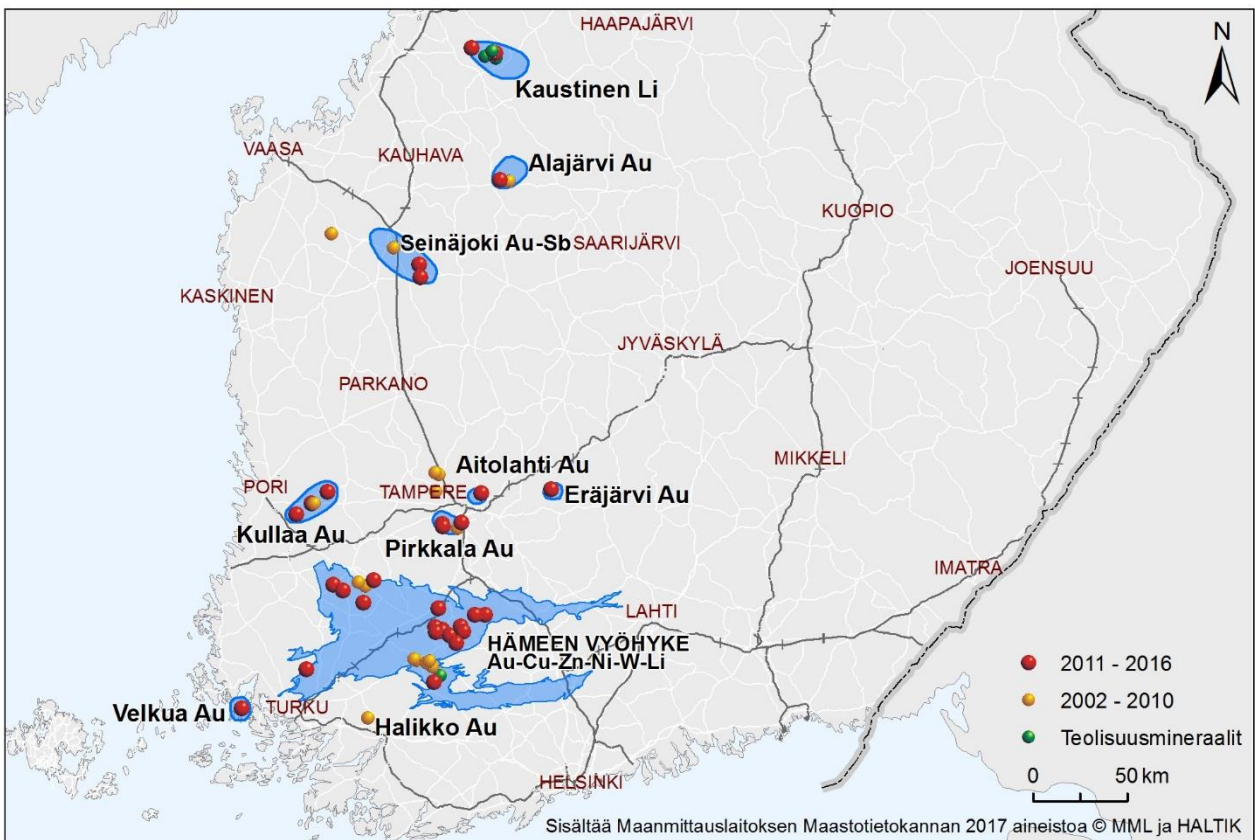 HAAPAJÄRVI
N
Kaustinen Li
VAASA
KAUHAVA
Alajärvi Au
KUOPIO
Seinäjoki Au-Sb
SAARIJÄRVI
JOENSUU
KASKINEN
JYVÄSKYLÄ
PARKANO
Aitolahti Au
MIKKELI
PORI
TAMPERE
Eräjärvi Au
Kullaa Au
Pirkkala Au
IMATRA
LAHTI
HÄMEEN VYÖHYKE
Au-Cu-Zn-Ni-W-Li
2011 - 2016
2002 - 2010
Teolisuusmineraalit
Velkua Au
TURKU
Halikko Au
HELSINKI
0 50 km
Sisältää Maanmittauslaitoksen Maastotietokannan 2017 aineistoa © MML ja HALTIK